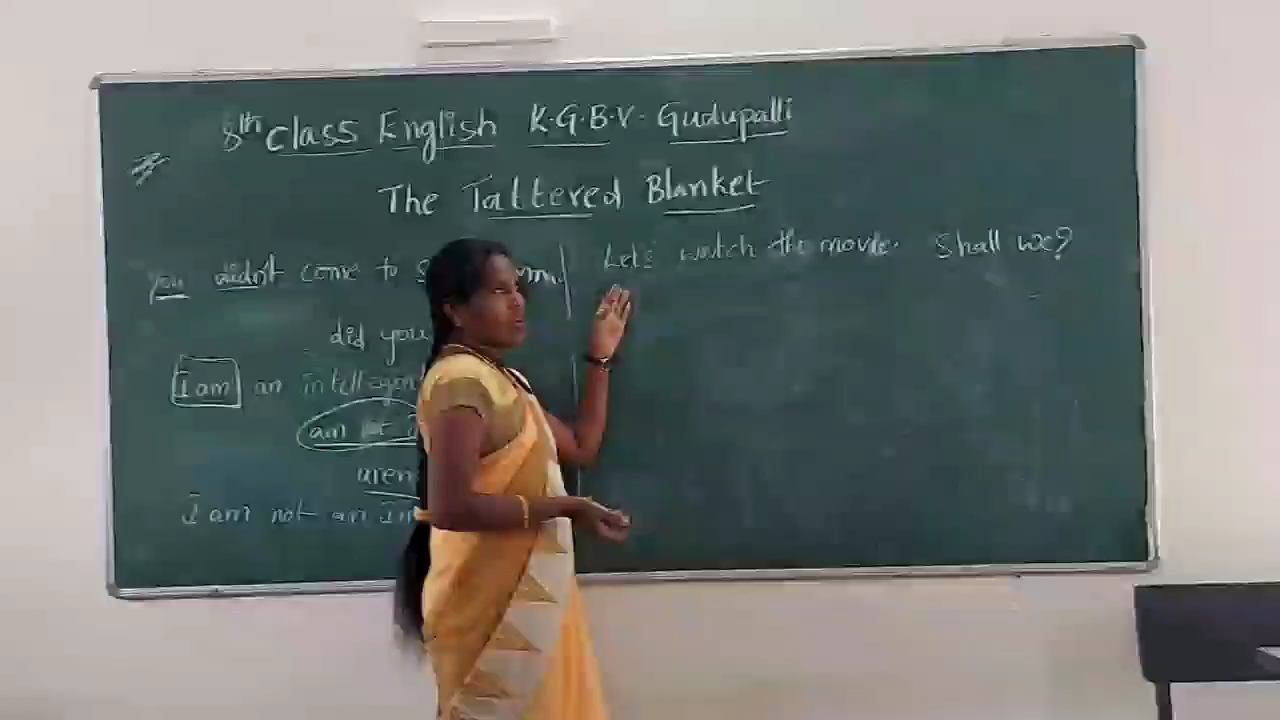 8th Class English K.G.B.V. Gudupalli
The Tattered Blanket
you didn't come to
did you
I am an intelligent
am not
aren
I am not an In
Let's watch the movie. Shall we?